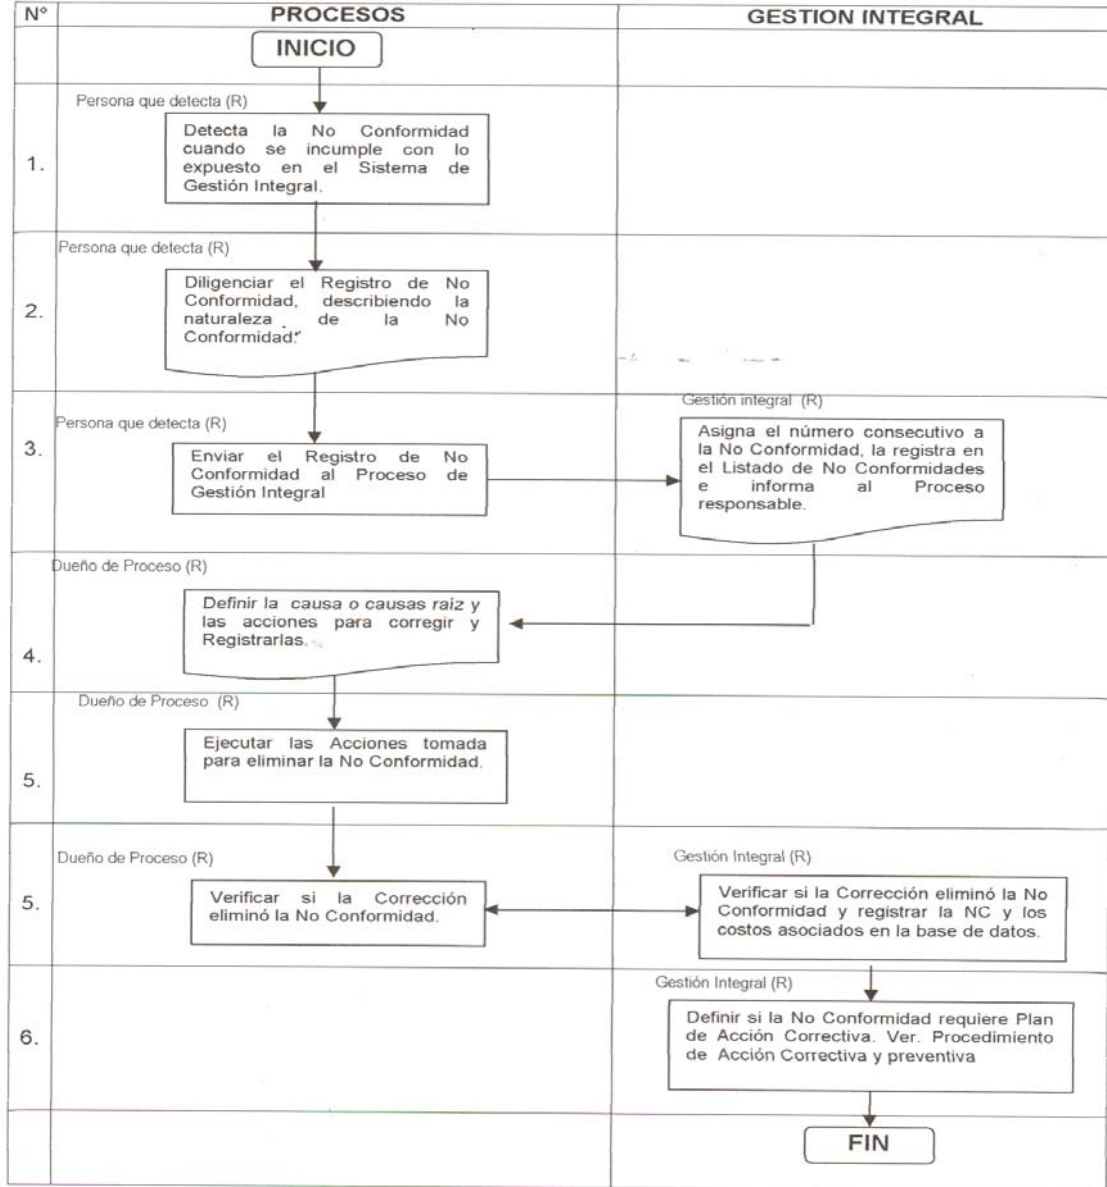 Nº PROCESOS GESTION INTEGRAL
INICIO
Persona que detecta (R)
1.
Detecta la No Conformidad
cuando se incumple con lo
expuesto en el Sistema de
Gestión Integral.
Persona que detecta (R)
2.
Diligenciar el Registro de No
Conformidad, describiendo la
naturaleza de la No
Conformidad.
Persona que detecta (R)
3.
Enviar el Registro de No
Conformidad al Proceso de
Gestión Integral
Gestión integral (R)
Asigna el número consecutivo a
la No Conformidad, la registra en
el Listado de No Conformidades
e informa al Proceso
responsable.
Dueño de Proceso (R)
4.
Definir la causa o causas raíz y
las acciones para corregir y
Registrarlas.
Dueño de Proceso (R)
5.
Ejecutar las Acciones tomada
para eliminar la No Conformidad.
Dueño de Proceso (R)
5.
Verificar si la Corrección
eliminó la No Conformidad.
Gestión Integral (R)
Verificar si la Corrección eliminó la No
Conformidad y registrar la NC y los
costos asociados en la base de datos.
Gestión Integral (R)
6.
Definir si la No Conformidad requiere Plan
de Acción Correctiva. Ver. Procedimiento
de Acción Correctiva y preventiva
FIN